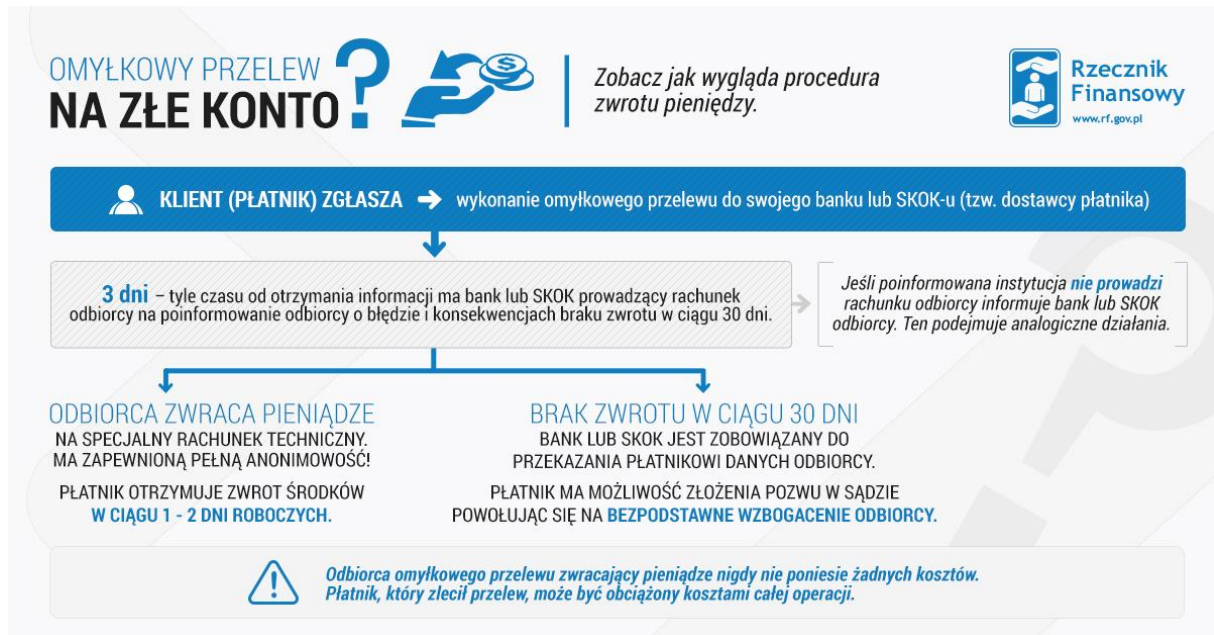 OMYŁKOWY PRZELEW
NA ZŁE KONTO?
Zobacz jak wygląda procedura
zwrotu pieniędzy.
Rzecznik
Finansowy
www.rf.gov.pl
KLIENT (PŁATNIK) ZGŁASZA → wykonanie omyłkowego przelewu do swojego banku lub SKOK-u (tzw. dostawcy płatnika)
3 dni – tyle czasu od otrzymania informacji ma bank lub SKOK prowadzący rachunek
odbiorcy na poinformowanie odbiorcy o błędzie i konsekwencjach braku zwrotu w ciągu 30 dni.
Jeśli poinformowana instytucja nie prowadzi
rachunku odbiorcy informuje bank lub SKOK
odbiorcy. Ten podejmuje analogiczne działania.
ODBIORCA ZWRACA PIENIĄDZE
NA SPECJALNY RACHUNEK TECHNICZNY.
MA ZAPEWNIONĄ PEŁNĄ ANONIMOWOŚĆ!
PŁATNIK OTRZYMUJE ZWROT ŚRODKÓW
W CIĄGU 1 - 2 DNI ROBOCZYCH.
BRAK ZWROTU W CIĄGU 30 DNI
BANK LUB SKOK JEST ZOBOWIĄZANY DO
PRZEKAZANIA PŁATNIKOWI DANYCH ODBIORCY.
PŁATNIK MA MOŻLIWOŚĆ ZŁOŻENIA POZWU W SĄDZIE
POWOŁUJĄC SIĘ NA BEZPODSTAWNE WZBOGACENIE ODBIORCY.
Odbiorca omyłkowego przelewu zwracający pieniądze nigdy nie poniesie żadnych kosztów.
Płatnik, który zlecił przelew, może być obciążony kosztami całej operacji.